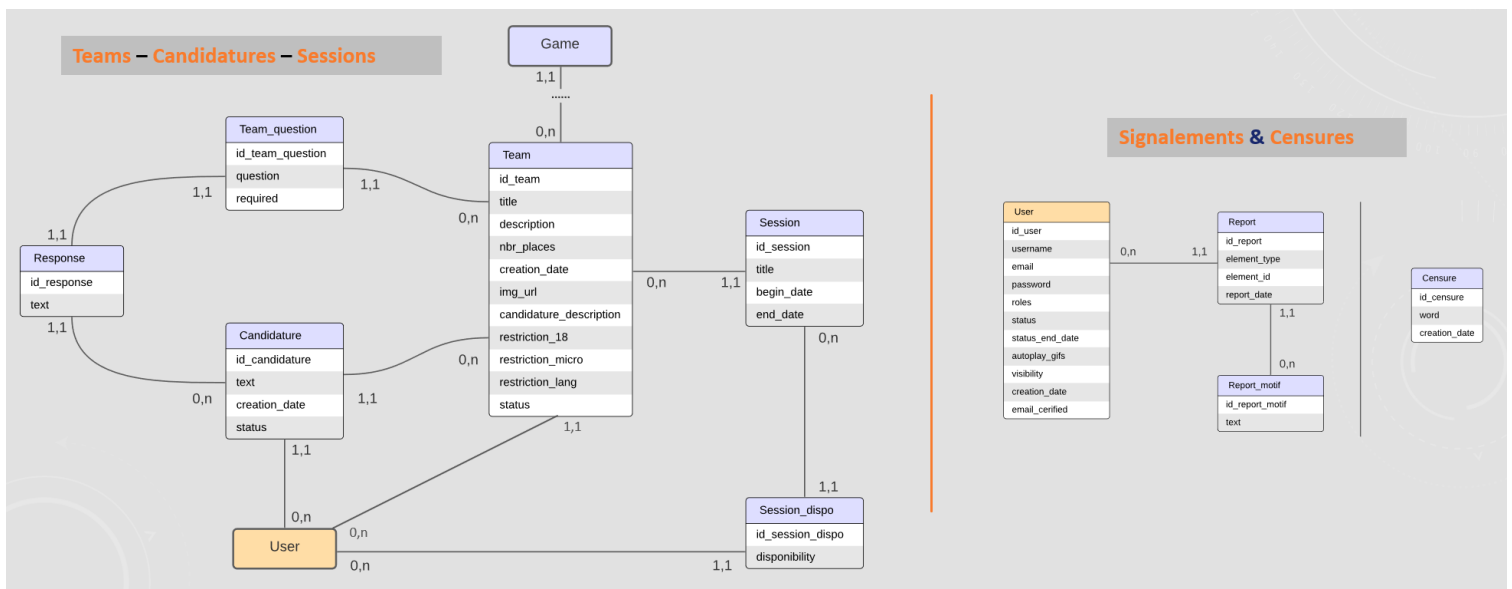 Teams – Candidatures – Sessions
Game
1,1
......
0,n
Team_question
id_team_question
question
required
1,1
1,1
0,n
Team
id_team
title
description
nbr_places
creation_date
img_url
candidature_description
restriction_18
restriction_micro
restriction_lang
status
1,1
Response
id_response
text
1,1
Candidature
id_candidature
text
creation_date
status
0,n
1,1
0,n
1,1
0,n
1,1
Session
id_session
title
begin_date
end_date
0,n
1,1
Session_dispo
id_session_dispo
disponibility
1,1
0,n
User
0,n
0,n
1,1
Signalements & Censures
User
id_user
username
email
password
roles
status
status_end_date
autoplay_gifs
visibility
creation_date
email_cerified
0,n
1,1
Report
id_report
element_type
element_id
report_date
1,1
0,n
Report_motif
id_report_motif
text
Censure
id_censure
word
creation_date